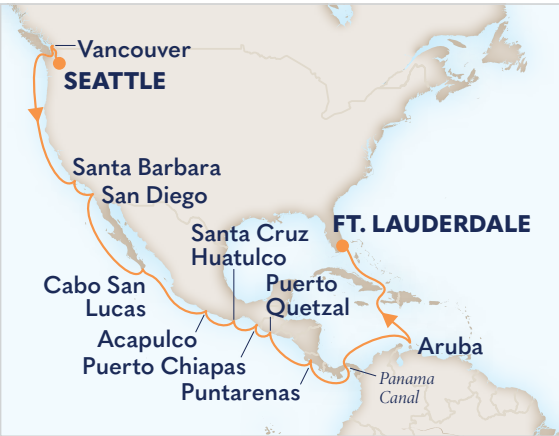 Vancouver
SEATTLE
Santa Barbara
San Diego
FT. LAUDERDALE
Santa Cruz
Huatulco
Puerto
Quetzal
Cabo San
Lucas
Acapulco
Puerto Chiapas
Puntarenas
Aruba
Panama
Canal